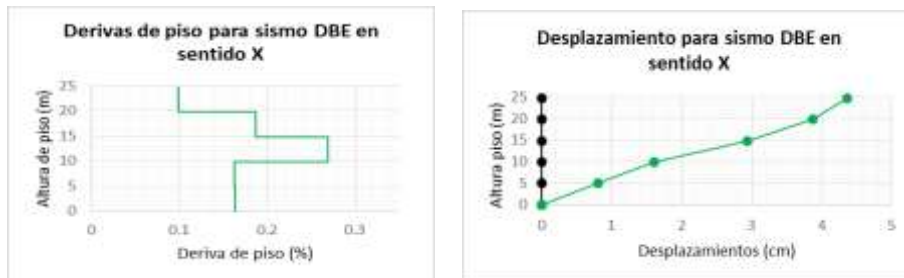 Derivas de piso para sismo DBE en
sentido X
Altura de piso (m)
25
20
15
10
5
0
0
0.1
0.2
0.3
Deriva de piso (%)
Desplazamiento para sismo DBE en
sentido X
Altura piso (m)
25
20
15
10
5
0
0
1
2
3
4
5
Desplazamientos (cm)